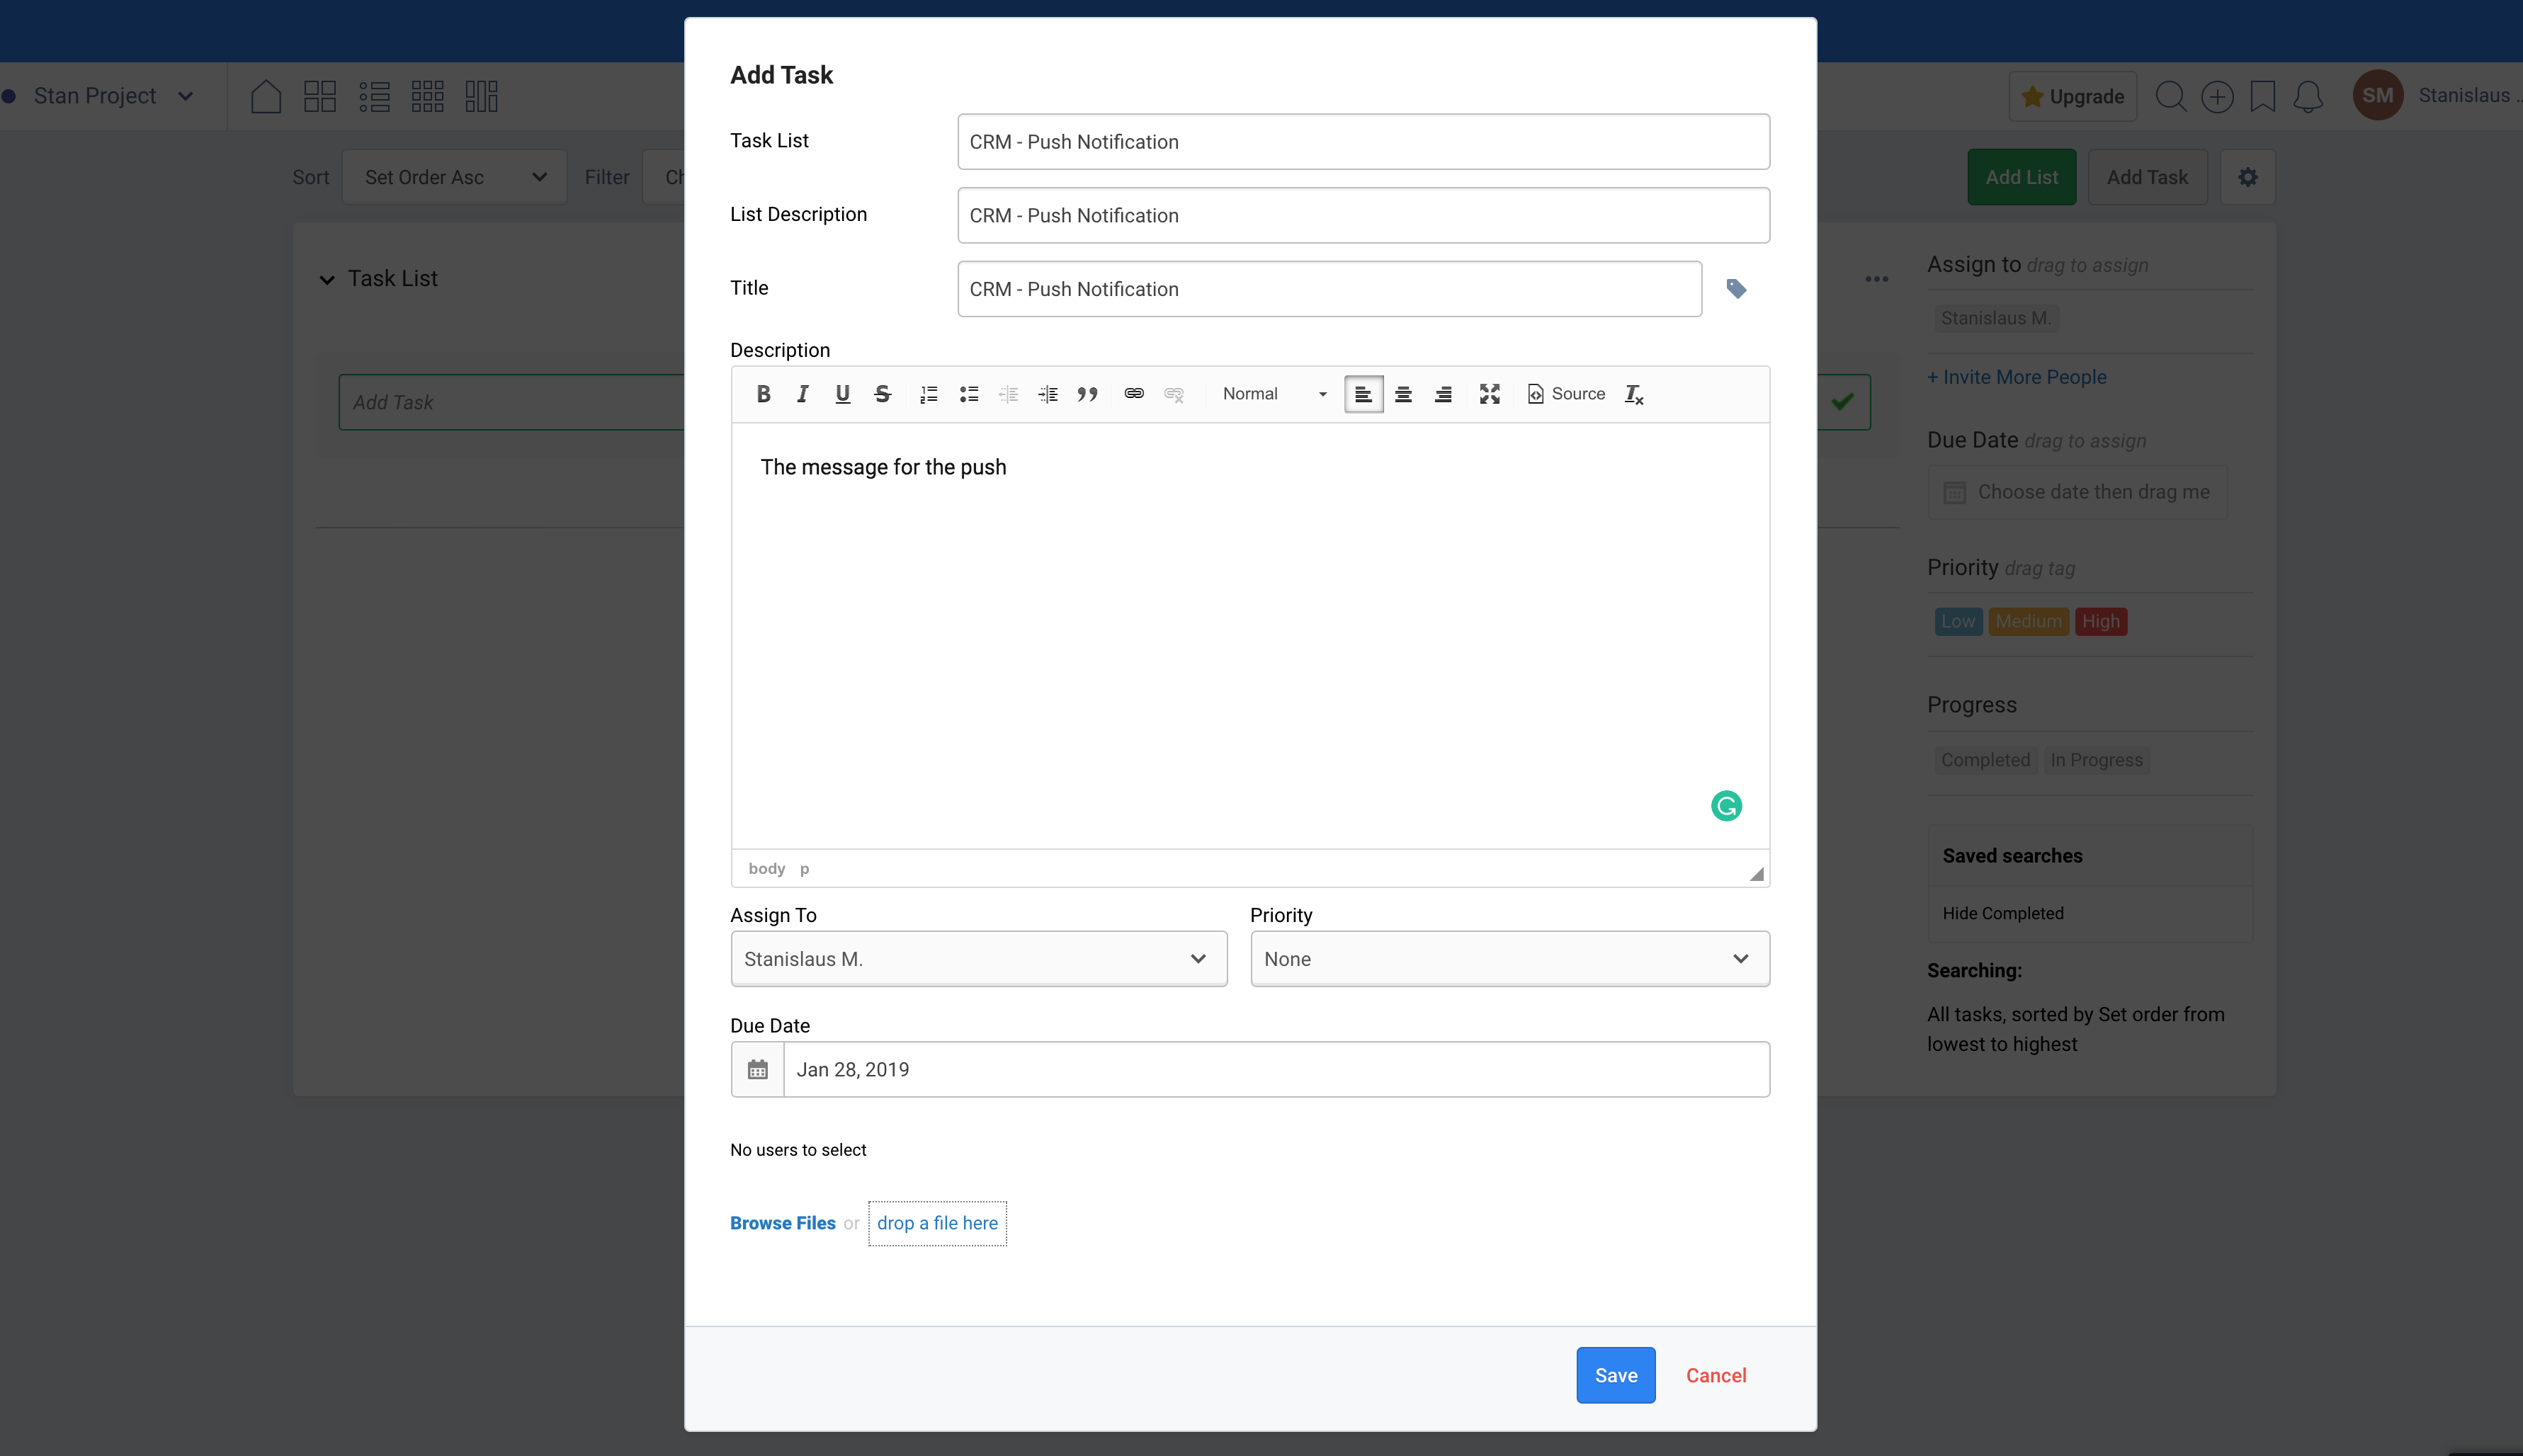 Stan Project
Upgrade
SM
Stanislaus ..
Sort
Set Order Asc
Filter
Add List
Add Task
Task List
Add Task
Add Task
Task List
CRM - Push Notification
List Description
CRM - Push Notification
Title
CRM - Push Notification
Description
Normal
Source
The message for the push
body p
Assign To
Stanislaus M.
Priority
None
Due Date
Jan 28, 2019
No users to select
Browse Files or drop a file here
Save
Cancel
Assign to drag to assign
Stanislaus M.
+ Invite More People
Due Date drag to assign
Choose date then drag me
Priority drag tag
Low Medium High
Progress
Completed In Progress
Saved searches
Hide Completed
Searching:
All tasks, sorted by Set order from
lowest to highest